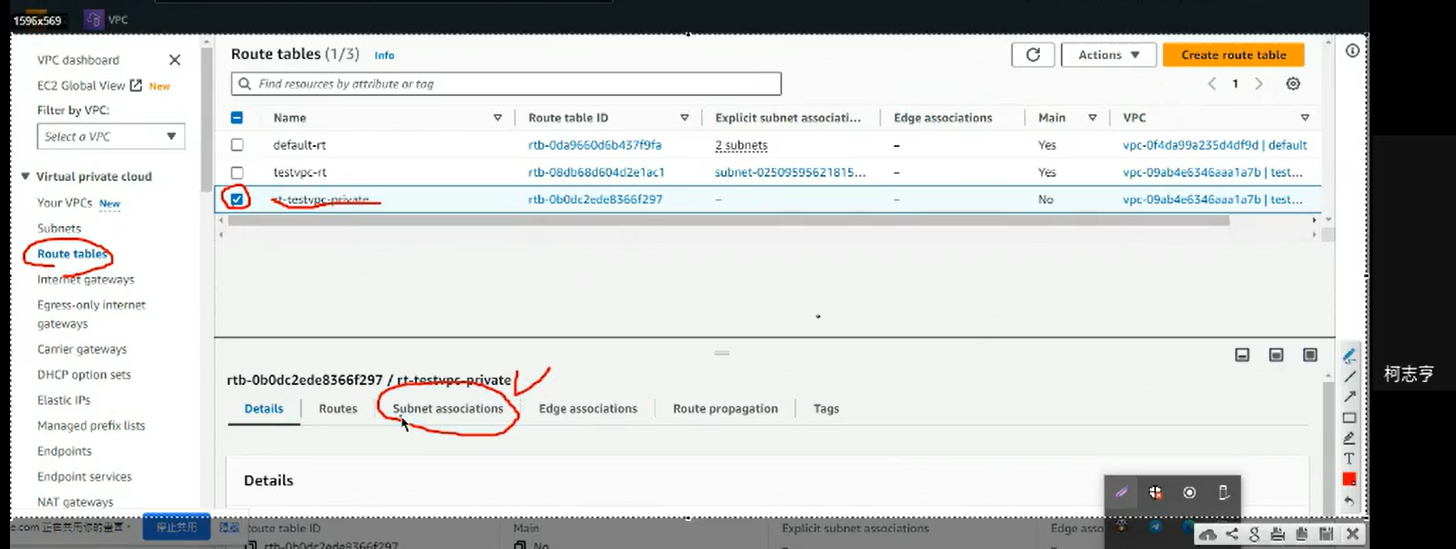 1596x569
VPC
VPC dashboard
EC2 Global View New
Filter by VPC:
Select a VPC
Virtual private cloud
Your VPCs New
Subnets
Route tables
Internet gateways
Egress-only internet
gateways
Carrier gateways
DHCP option sets
Elastic IPs
Managed prefix lists
Endpoints
Endpoint services
NAT gateways
Route tables (1/3) Info
Actions
Create route table
Find resources by attribute or tag
1
Name Route table ID Explicit subnet associati... Edge associations Main VPC
default-rt rtb-0da9660d6b437f9fa 2 subnets – Yes vpc-0f4da99a235d4df9d | default
testvpc-rt rtb-08db68d604d2e1ac1 subnet-02509595621815... – Yes vpc-09ab4e6346aaa1a7b | test...
rt-testvpc-private rtb-0b0dc2ede8366f297 – – No vpc-09ab4e6346aaa1a7b | test...
rtb-0b0dc2ede8366f297 / rt-testvpc-private
Details Routes Subnet associations Edge associations Route propagation Tags
Details
e.com 正在共用你的畫面。 停止共用 隱藏
Route table ID Main Explicit subnet associations Edge asso
rtb-0b0dc2ede8366f297 No –
柯志亨
T